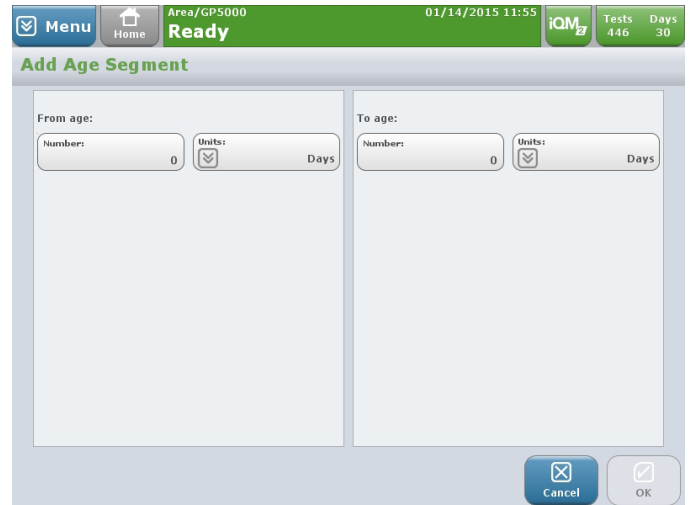 Menu
Home
Area/GP5000 01/14/2015 11:55
Ready
iQM2
Tests Days
446 30
Add Age Segment
From age:
Number: 0
Units: Days
To age:
Number: 0
Units: Days
Cancel
OK